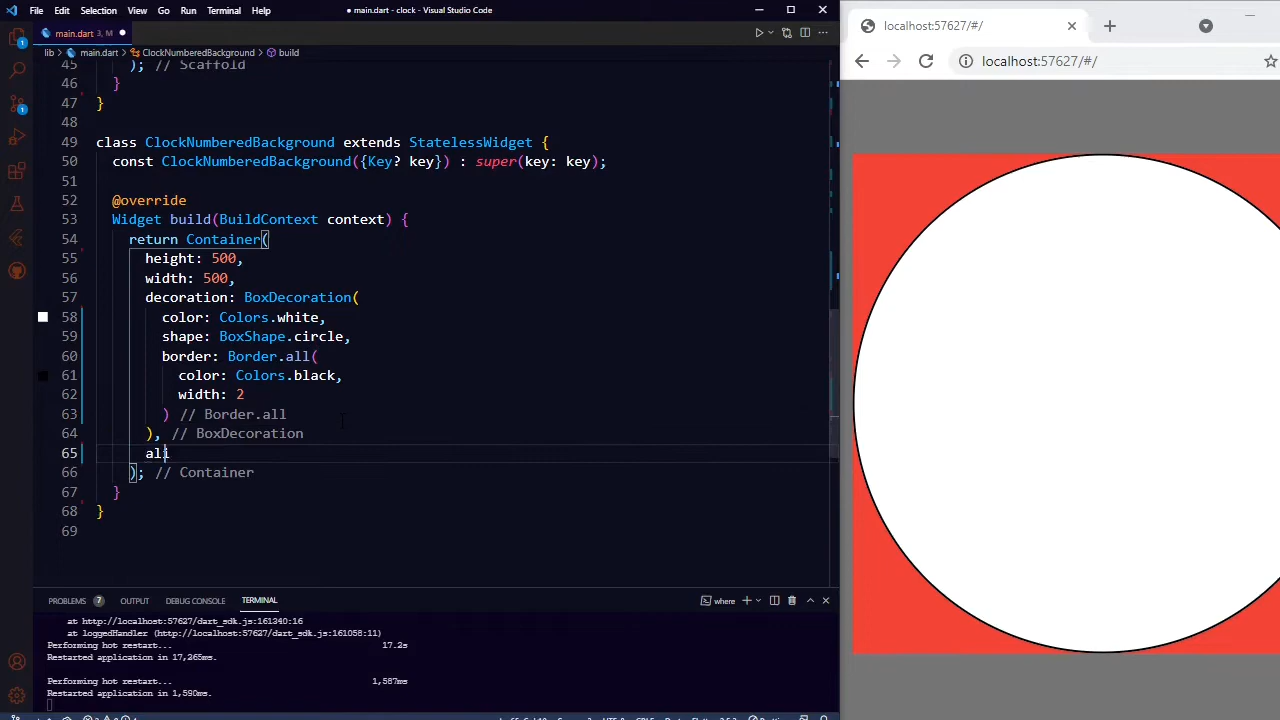 File Edit Selection View Go Run Terminal Help
main.dart - clock - Visual Studio Code
main.dart 3, M
lib > main.dart > ClockNumberedBackground > build
45 ); // Scaffold
46 }
47 }
48
49 class ClockNumberedBackground extends StatelessWidget {
50 const ClockNumberedBackground({Key? key}) : super(key: key);
51
52 @override
53 Widget build(BuildContext context) {
54 return Container(
55 height: 500,
56 width: 500,
57 decoration: BoxDecoration(
58 color: Colors.white,
59 shape: BoxShape.circle,
60 border: Border.all(
61 color: Colors.black,
62 width: 2
63 ) // Border.all
64 ), // BoxDecoration
65 ali
66 ); // Container
67 }
68 }
69
PROBLEMS 7 OUTPUT DEBUG CONSOLE TERMINAL
where
at http://localhost:57627/dart_sdk.js:161340:16
at loggedHandler (http://localhost:57627/dart_sdk.js:161058:11)
Performing hot restart... 17.2s
Restarted application in 17,265ms.
Performing hot restart... 1,587ms
Restarted application in 1,590ms.
localhost:57627/#/
localhost:57627/#/